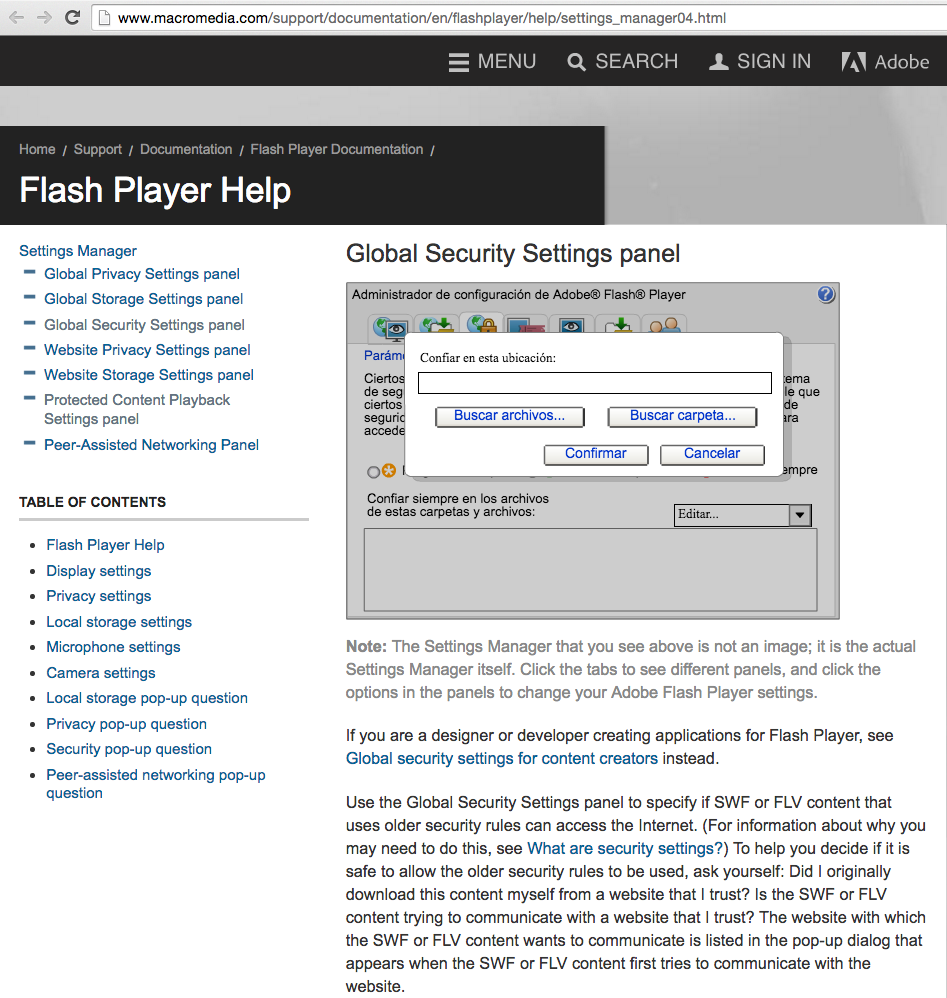 www.macromedia.com/support/documentation/en/flashplayer/help/settings_manager04.html
MENU SEARCH SIGN IN Adobe
Home / Support / Documentation / Flash Player Documentation /
Flash Player Help
Settings Manager
Global Privacy Settings panel
Global Storage Settings panel
Global Security Settings panel
Website Privacy Settings panel
Website Storage Settings panel
Protected Content Playback
Settings panel
Peer-Assisted Networking Panel
TABLE OF CONTENTS
Flash Player Help
Display settings
Privacy settings
Local storage settings
Microphone settings
Camera settings
Local storage pop-up question
Privacy pop-up question
Security pop-up question
Peer-assisted networking pop-up
question
Global Security Settings panel
Administrador de configuración de Adobe® Flash® Player
Confiar en esta ubicación:
Buscar archivos... Buscar carpeta...
Confirmar Cancelar
Parám
Ciertos tema
de seg le que
ciertos de
segurid ara
accede
empre
Confiar siempre en los archivos
de estas carpetas y archivos:
Editar...
Note: The Settings Manager that you see above is not an image; it is the actual
Settings Manager itself. Click the tabs to see different panels, and click the
options in the panels to change your Adobe Flash Player settings.
If you are a designer or developer creating applications for Flash Player, see
Global security settings for content creators instead.
Use the Global Security Settings panel to specify if SWF or FLV content that
uses older security rules can access the Internet. (For information about why you
may need to do this, see What are security settings?) To help you decide if it is
safe to allow the older security rules to be used, ask yourself: Did I originally
download this content myself from a website that I trust? Is the SWF or FLV
content trying to communicate with a website that I trust? The website with which
the SWF or FLV content wants to communicate is listed in the pop-up dialog that
appears when the SWF or FLV content first tries to communicate with the
website.